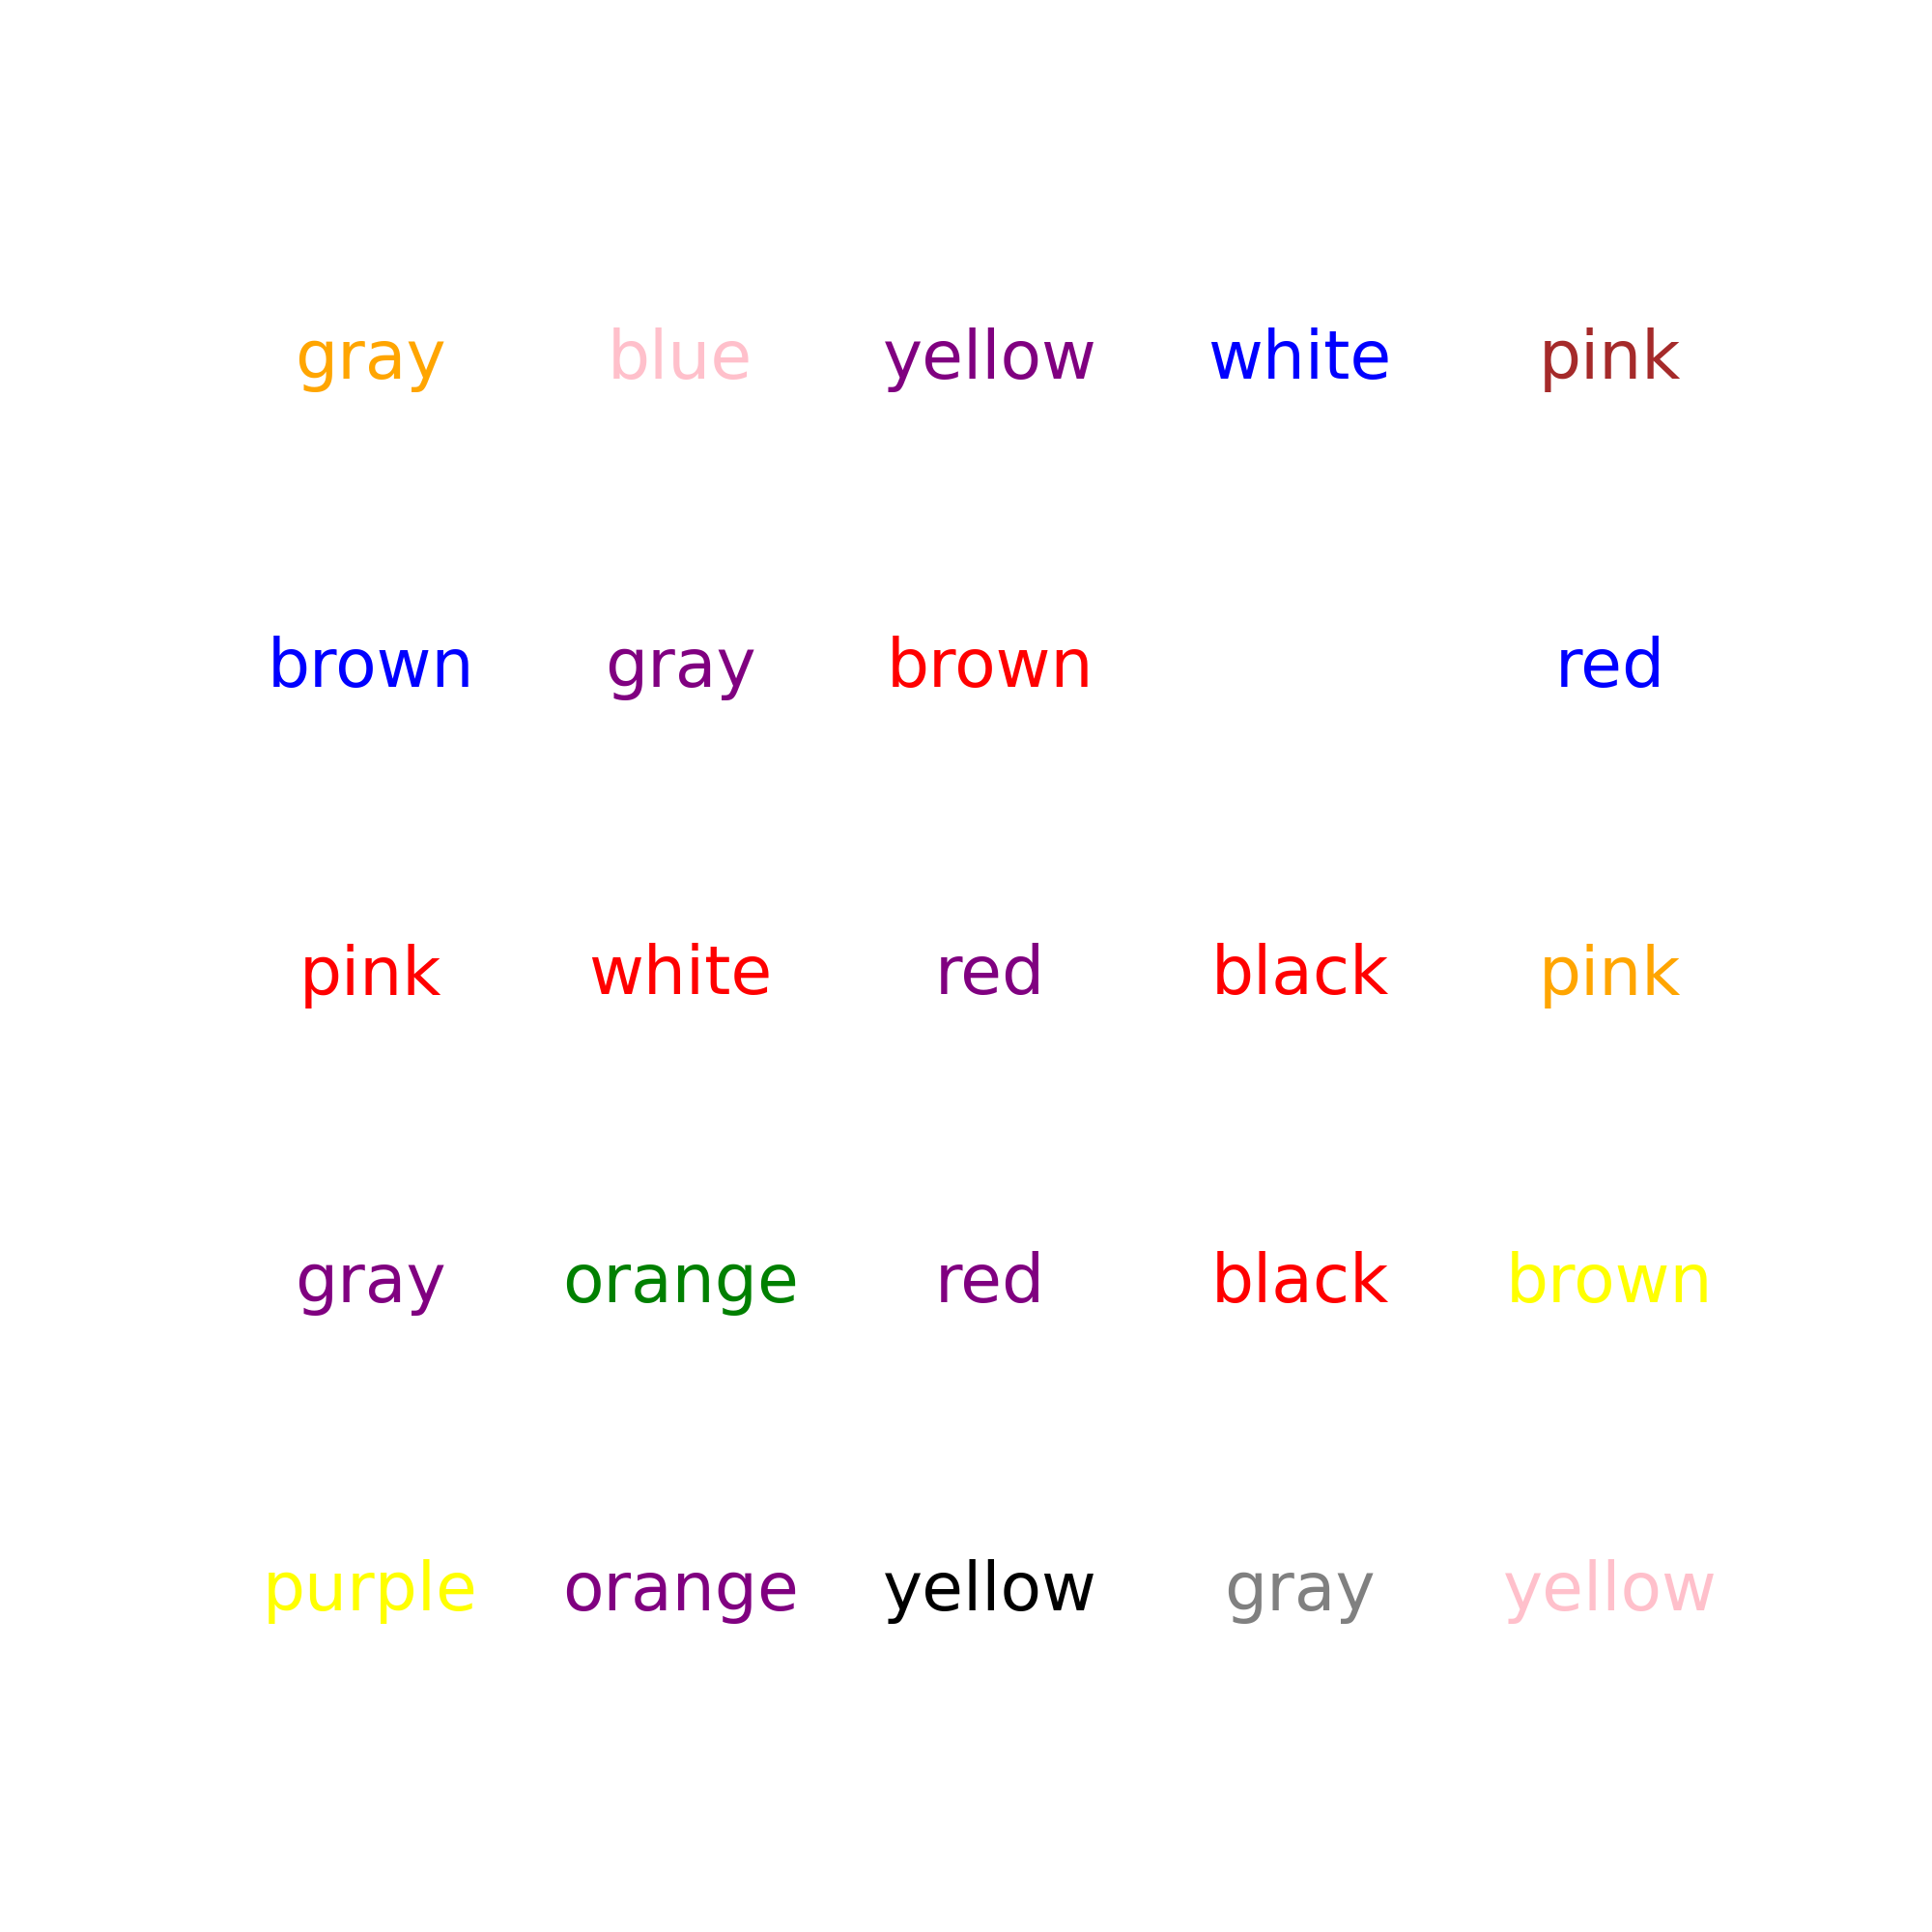 gray blue yellow white pink
brown gray brown red
pink white red black pink
gray orange red black brown
purple orange yellow gray yellow